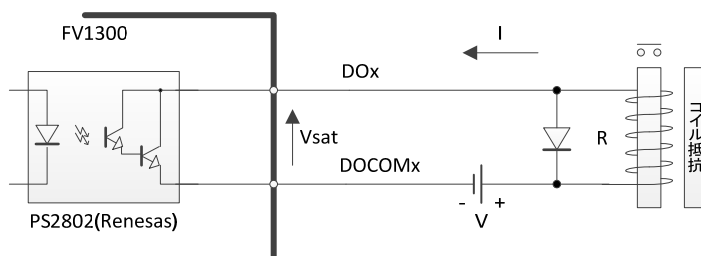 FV1300
I
DOx
Vsat
R
コイル抵抗
DOCOMx
- +
V
PS2802(Renesas)